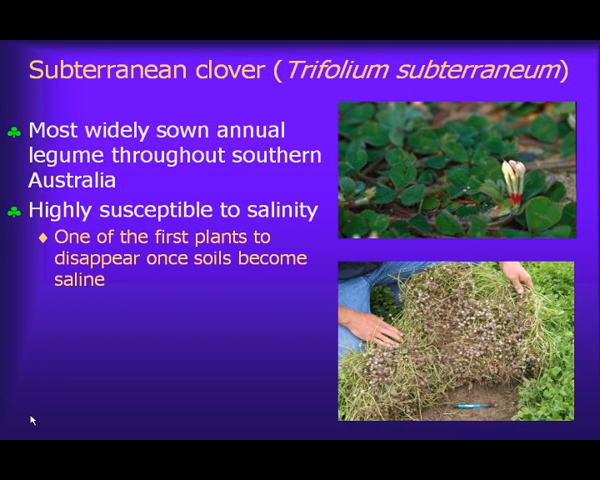 Subterranean clover (Trifolium subterraneum)
Most widely sown annual
legume throughout southern
Australia
Highly susceptible to salinity
One of the first plants to
disappear once soils become
saline